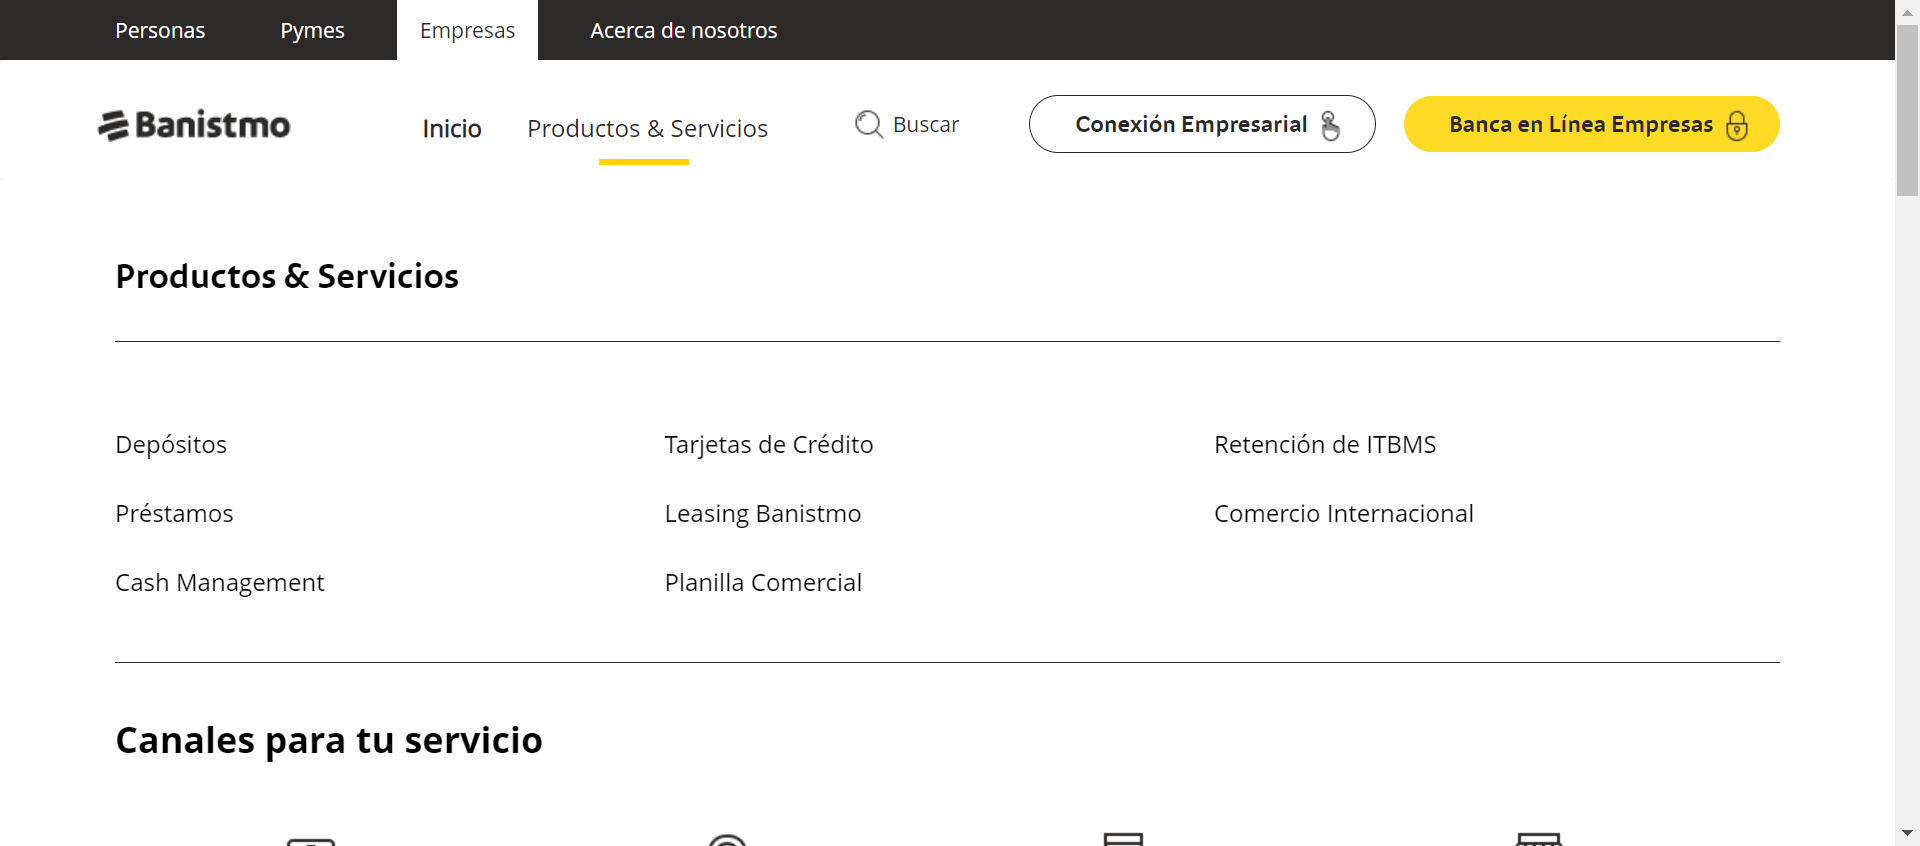 Personas Pymes Empresas Acerca de nosotros
Banistmo Inicio Productos & Servicios Buscar Conexión Empresarial Banca en Línea Empresas
Productos & Servicios
Depósitos Tarjetas de Crédito Retención de ITBMS
Préstamos Leasing Banistmo Comercio Internacional
Cash Management Planilla Comercial
Canales para tu servicio